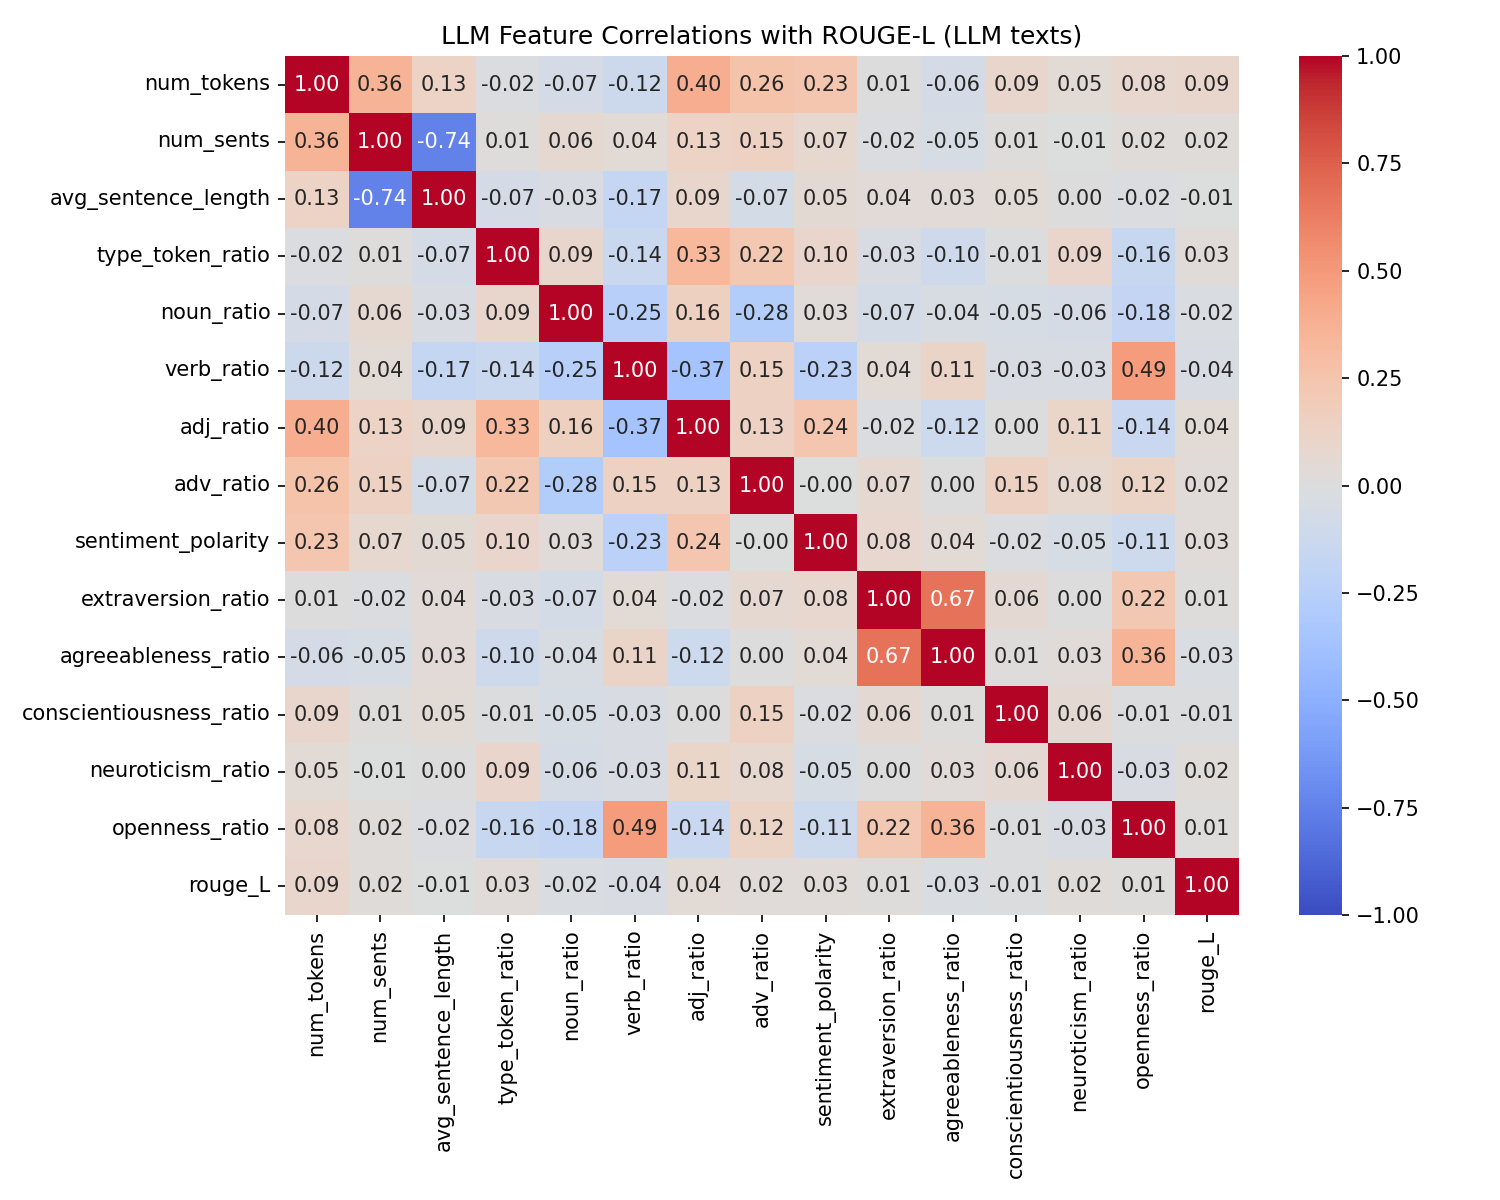 LLM Feature Correlations with ROUGE-L (LLM texts)
num_tokens 1.00 0.36 0.13 -0.02 -0.07 -0.12 0.40 0.26 0.23 0.01 -0.06 0.09 0.05 0.08 0.09
num_sents 0.36 1.00 -0.74 0.01 0.06 0.04 0.13 0.15 0.07 -0.02 -0.05 0.01 -0.01 0.02 0.02
avg_sentence_length 0.13 -0.74 1.00 -0.07 -0.03 -0.17 0.09 -0.07 0.05 0.04 0.03 0.05 0.00 -0.02 -0.01
type_token_ratio -0.02 0.01 -0.07 1.00 0.09 -0.14 0.33 0.22 0.10 -0.03 -0.10 -0.01 0.09 -0.16 0.03
noun_ratio -0.07 0.06 -0.03 0.09 1.00 -0.25 0.16 -0.28 0.03 -0.07 -0.04 -0.05 -0.06 -0.18 -0.02
verb_ratio -0.12 0.04 -0.17 -0.14 -0.25 1.00 -0.37 0.15 -0.23 0.04 0.11 -0.03 -0.03 0.49 -0.04
adj_ratio 0.40 0.13 0.09 0.33 0.16 -0.37 1.00 0.13 0.24 -0.02 -0.12 0.00 0.11 -0.14 0.04
adv_ratio 0.26 0.15 -0.07 0.22 -0.28 0.15 0.13 1.00 -0.00 0.07 0.00 0.15 0.08 0.12 0.02
sentiment_polarity 0.23 0.07 0.05 0.10 0.03 -0.23 0.24 -0.00 1.00 0.08 0.04 -0.02 -0.05 -0.11 0.03
extraversion_ratio 0.01 -0.02 0.04 -0.03 -0.07 0.04 -0.02 0.07 0.08 1.00 0.67 0.06 0.00 0.22 0.01
agreeableness_ratio -0.06 -0.05 0.03 -0.10 -0.04 0.11 -0.12 0.00 0.04 0.67 1.00 0.01 0.03 0.36 -0.03
conscientiousness_ratio 0.09 0.01 0.05 -0.01 -0.05 -0.03 0.00 0.15 -0.02 0.06 0.01 1.00 0.06 -0.01 -0.01
neuroticism_ratio 0.05 -0.01 0.00 0.09 -0.06 -0.03 0.11 0.08 -0.05 0.00 0.03 0.06 1.00 -0.03 0.02
openness_ratio 0.08 0.02 -0.02 -0.16 -0.18 0.49 -0.14 0.12 -0.11 0.22 0.36 -0.01 -0.03 1.00 0.01
rouge_L 0.09 0.02 -0.01 0.03 -0.02 -0.04 0.04 0.02 0.03 0.01 -0.03 -0.01 0.02 0.01 1.00
num_tokens
num_sents
avg_sentence_length
type_token_ratio
noun_ratio
verb_ratio
adj_ratio
adv_ratio
sentiment_polarity
extraversion_ratio
agreeableness_ratio
conscientiousness_ratio
neuroticism_ratio
openness_ratio
rouge_L
1.00
0.75
0.50
0.25
0.00
−0.25
−0.50
−0.75
−1.00